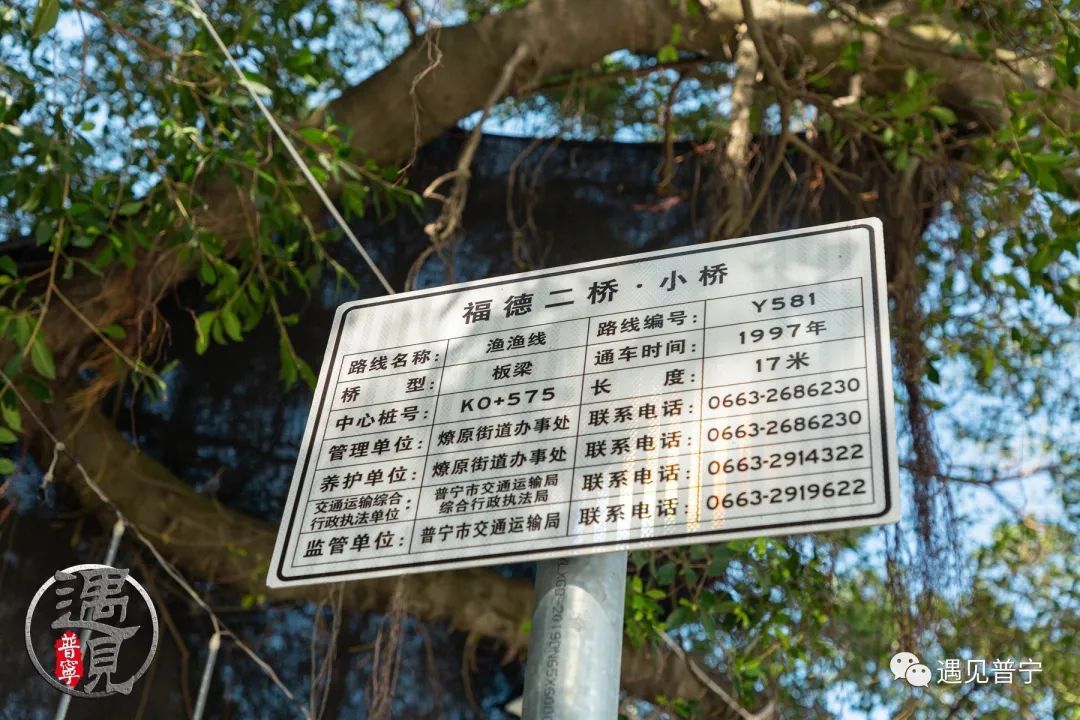 福德二桥·小桥
路线名称: 渔渔线 路线编号: Y581
桥 型: 板梁 通车时间: 1997年
中心桩号: K0+575 长 度: 17米
管理单位: 燎原街道办事处 联系电话: 0663-2686230
养护单位: 燎原街道办事处 联系电话: 0663-2686230
交通运输综合行政执法单位: 普宁市交通运输局综合行政执法局 联系电话: 0663-2914322
监管单位: 普宁市交通运输局 联系电话: 0663-2919622
遇见
普寧
遇见普宁